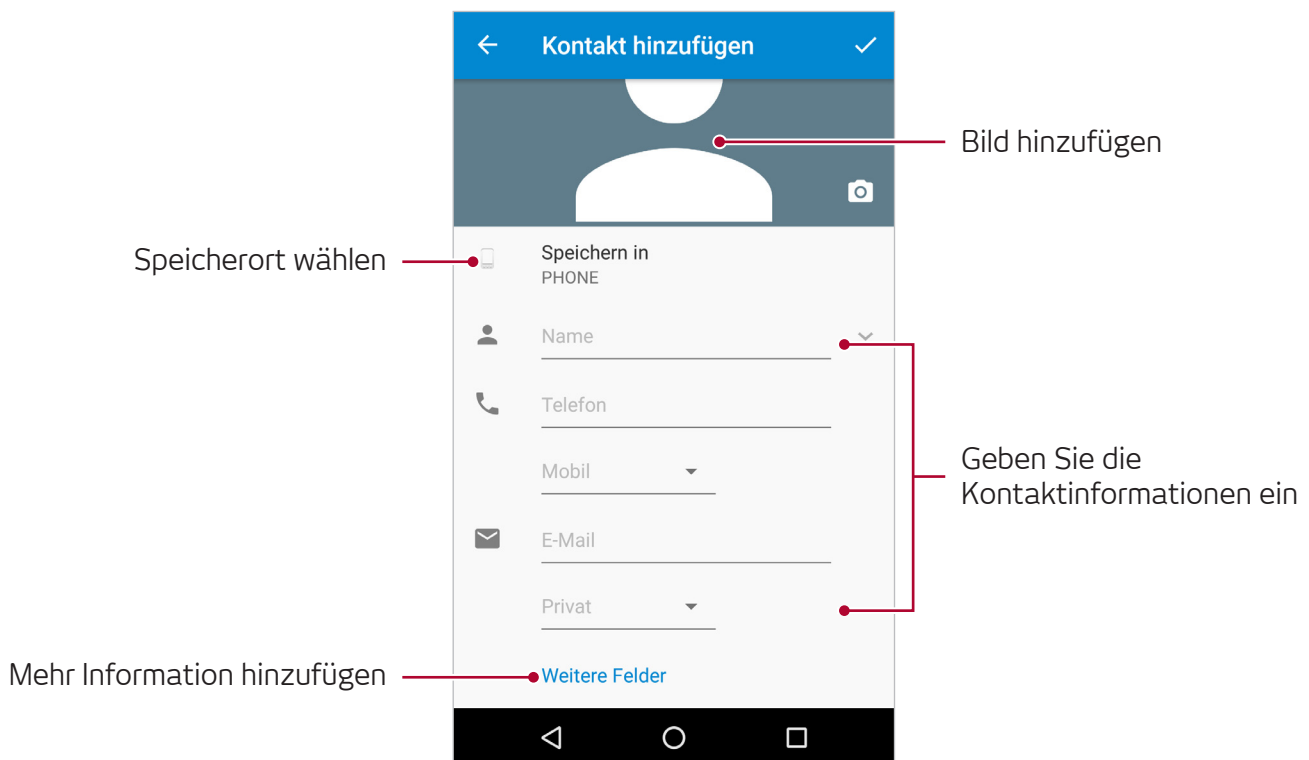 Kontakt hinzufügen
Bild hinzufügen
Speicherort wählen
Speichern in
PHONE
Name
Telefon
Mobil
Geben Sie die
Kontaktinformationen ein
E-Mail
Privat
Mehr Information hinzufügen
Weitere Felder